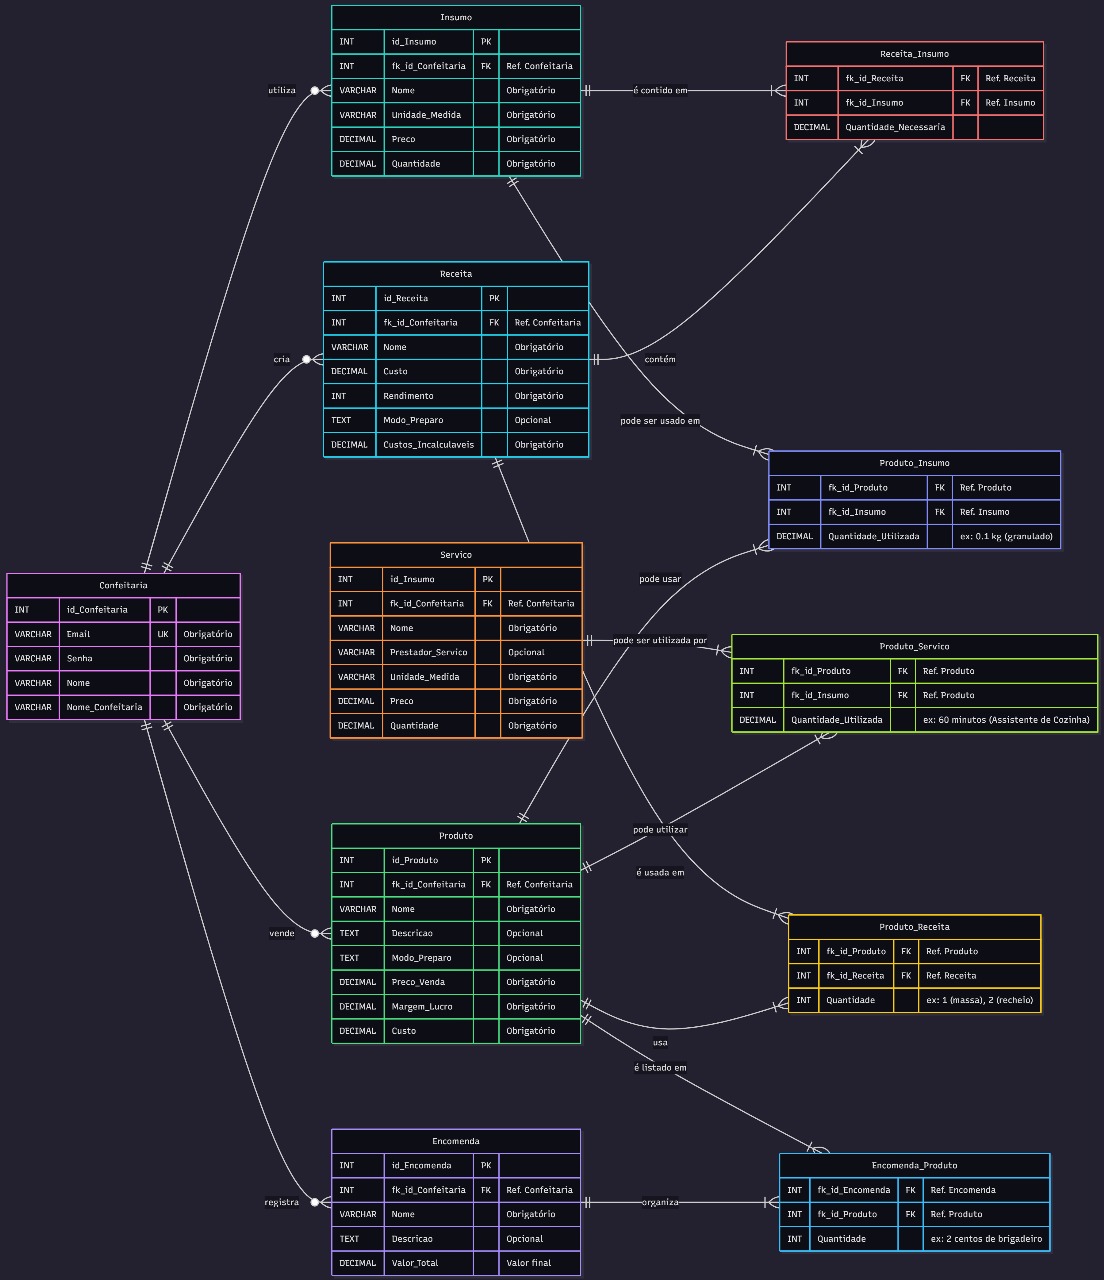 Insumo
INT id_Insumo PK
INT fk_id_Confeitaria FK Ref. Confeitaria
VARCHAR Nome Obrigatório
VARCHAR Unidade_Medida Obrigatório
DECIMAL Preco Obrigatório
DECIMAL Quantidade Obrigatório
Receita_Insumo
INT fk_id_Receita FK Ref. Receita
INT fk_id_Insumo FK Ref. Insumo
DECIMAL Quantidade_Necessaria
utiliza
é contido em
Receita
INT id_Receita PK
INT fk_id_Confeitaria FK Ref. Confeitaria
VARCHAR Nome Obrigatório
DECIMAL Custo Obrigatório
INT Rendimento Obrigatório
TEXT Modo_Preparo Opcional
DECIMAL Custos_Incalculaveis Obrigatório
cria
contém
pode ser usado em
Produto_Insumo
INT fk_id_Produto FK Ref. Produto
INT fk_id_Insumo FK Ref. Insumo
DECIMAL Quantidade_Utilizada ex: 0.1 kg (granulado)
Confeitaria
INT id_Confeitaria PK
VARCHAR Email UK Obrigatório
VARCHAR Senha Obrigatório
VARCHAR Nome Obrigatório
VARCHAR Nome_Confeitaria Obrigatório
Servico
INT id_Insumo PK
INT fk_id_Confeitaria FK Ref. Confeitaria
VARCHAR Nome Obrigatório
VARCHAR Prestador_Servico Opcional
VARCHAR Unidade_Medida Obrigatório
DECIMAL Preco Obrigatório
DECIMAL Quantidade Obrigatório
pode usar
pode ser utilizada por
Produto_Servico
INT fk_id_Produto FK Ref. Produto
INT fk_id_Insumo FK Ref. Produto
DECIMAL Quantidade_Utilizada ex: 60 minutos (Assistente de Cozinha)
Produto
INT id_Produto PK
INT fk_id_Confeitaria FK Ref. Confeitaria
VARCHAR Nome Obrigatório
TEXT Descricao Opcional
TEXT Modo_Preparo Opcional
DECIMAL Preco_Venda Obrigatório
DECIMAL Margem_Lucro Obrigatório
DECIMAL Custo Obrigatório
vende
pode utilizar
é usada em
Produto_Receita
INT fk_id_Produto FK Ref. Produto
INT fk_id_Receita FK Ref. Receita
INT Quantidade ex: 1 (massa), 2 (recheio)
usa
é listado em
Encomenda
INT id_Encomenda PK
INT fk_id_Confeitaria FK Ref. Confeitaria
VARCHAR Nome Obrigatório
TEXT Descricao Opcional
DECIMAL Valor_Total Valor final
registra
organiza
Encomenda_Produto
INT fk_id_Encomenda FK Ref. Encomenda
INT fk_id_Produto FK Ref. Produto
INT Quantidade ex: 2 centos de brigadeiro